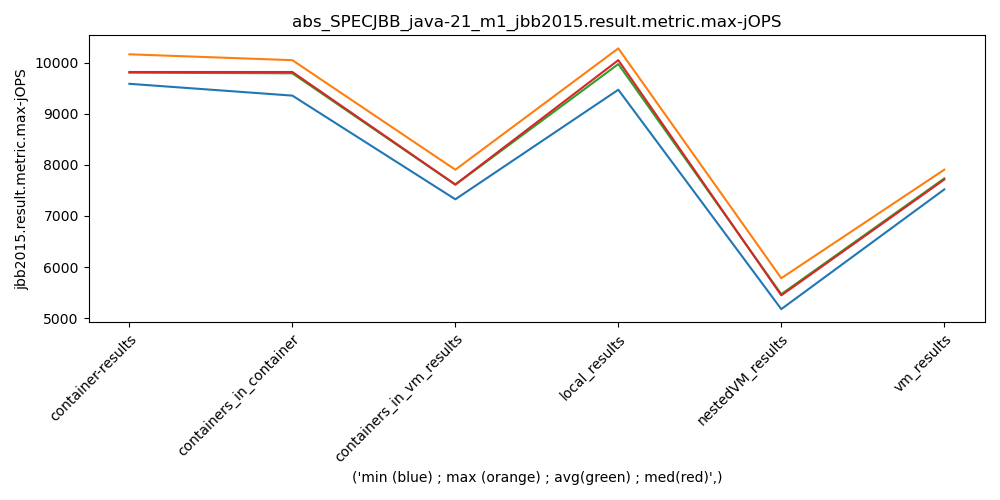 abs_SPECJBB_java-21_m1_jbb2015.result.metric.max-jOPS
jbb2015.result.metric.max-jOPS
10000
9000
8000
7000
6000
5000
container-results
containers_in_container
containers_in_vm_results
local_results
nestedVM_results
vm_results
('min (blue) ; max (orange) ; avg(green) ; med(red)',)